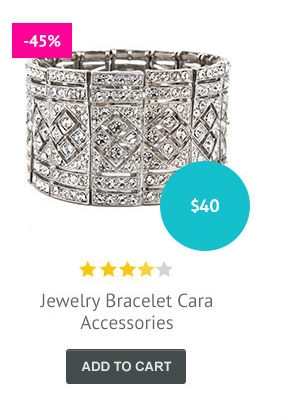 -45%
$40
Jewelry Bracelet Cara
Accessories
ADD TO CART